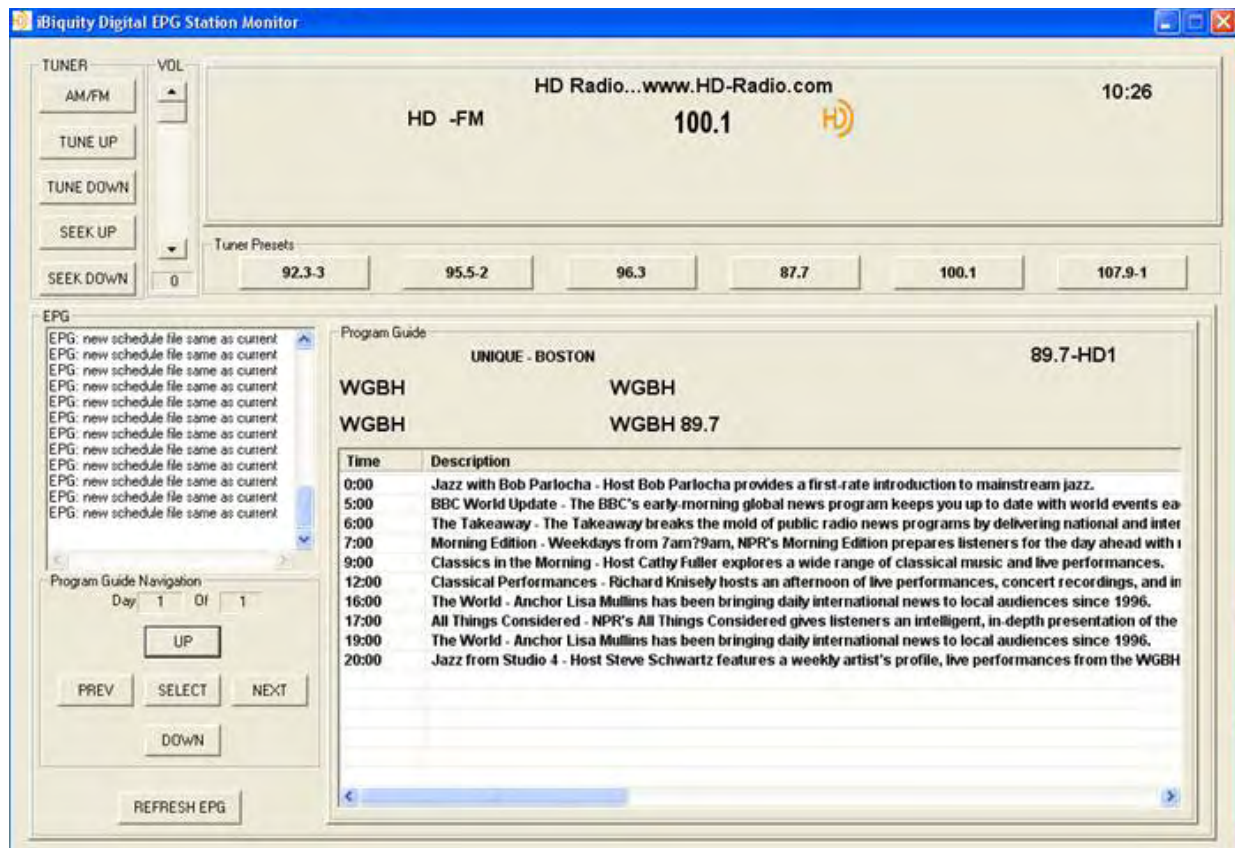 iBiquity Digital EPG Station Monitor
TUNER
VOL
AM/FM
TUNE UP
TUNE DOWN
SEEK UP
SEEK DOWN
0
HD Radio...www.HD-Radio.com
10:26
HD -FM
100.1
HD
Tuner Presets
92.3-3
95.5-2
96.3
87.7
100.1
107.9-1
EPG
EPG: new schedule file same as current
EPG: new schedule file same as current
EPG: new schedule file same as current
EPG: new schedule file same as current
EPG: new schedule file same as current
EPG: new schedule file same as current
EPG: new schedule file same as current
EPG: new schedule file same as current
EPG: new schedule file same as current
EPG: new schedule file same as current
EPG: new schedule file same as current
EPG: new schedule file same as current
Program Guide Navigation
Day 1 Of 1
UP
PREV
SELECT
NEXT
DOWN
REFRESH EPG
Program Guide
UNIQUE - BOSTON
89.7-HD1
WGBH WGBH
WGBH WGBH 89.7
Time Description
0:00 Jazz with Bob Parlocha - Host Bob Parlocha provides a first-rate introduction to mainstream jazz.
5:00 BBC World Update - The BBC's early-morning global news program keeps you up to date with world events ea
6:00 The Takeaway - The Takeaway breaks the mold of public radio news programs by delivering national and inter
7:00 Morning Edition - Weekdays from 7am?9am, NPR's Morning Edition prepares listeners for the day ahead with
9:00 Classics in the Morning - Host Cathy Fuller explores a wide range of classical music and live performances.
12:00 Classical Performances - Richard Knisely hosts an afternoon of live performances, concert recordings, and in
16:00 The World - Anchor Lisa Mullins has been bringing daily international news to local audiences since 1996.
17:00 All Things Considered - NPR's All Things Considered gives listeners an intelligent, in-depth presentation of the
19:00 The World - Anchor Lisa Mullins has been bringing daily international news to local audiences since 1996.
20:00 Jazz from Studio 4 - Host Steve Schwartz features a weekly artist's profile, live performances from the WGBH